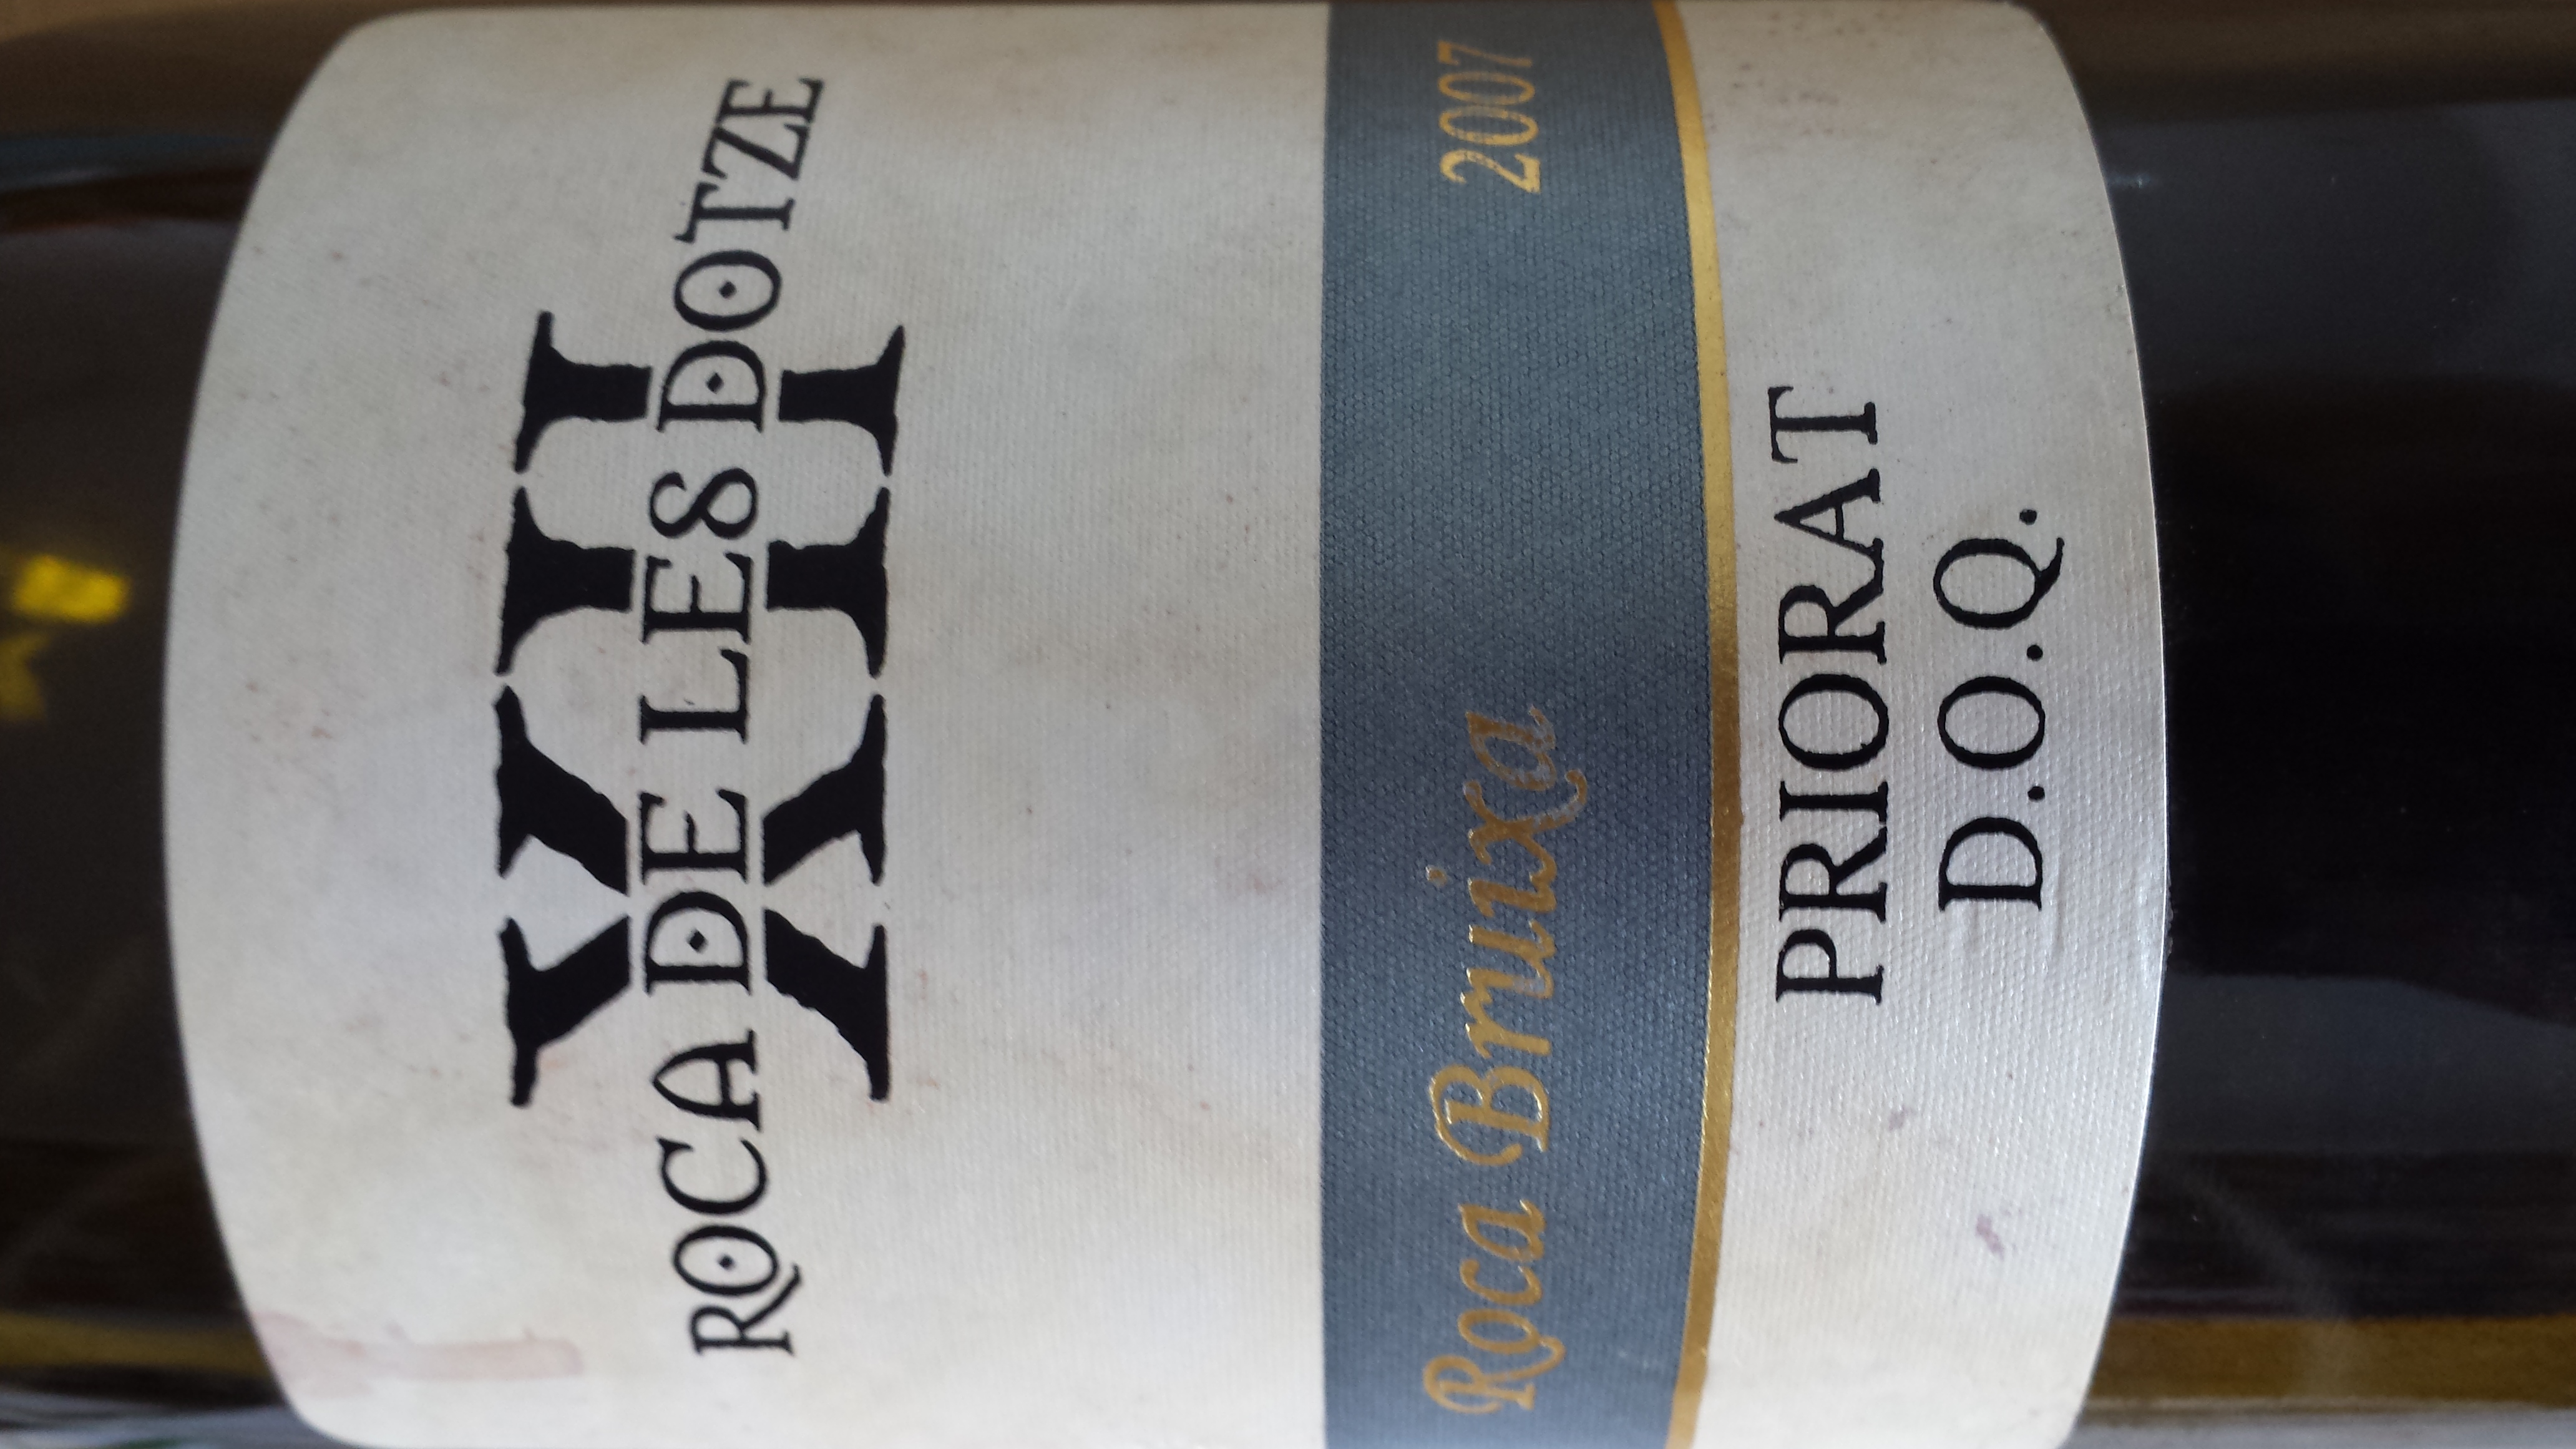 XII
ROCA DE LES DOTZE
Roca Bruixa 2007
PRIORAT
D.O.Q.